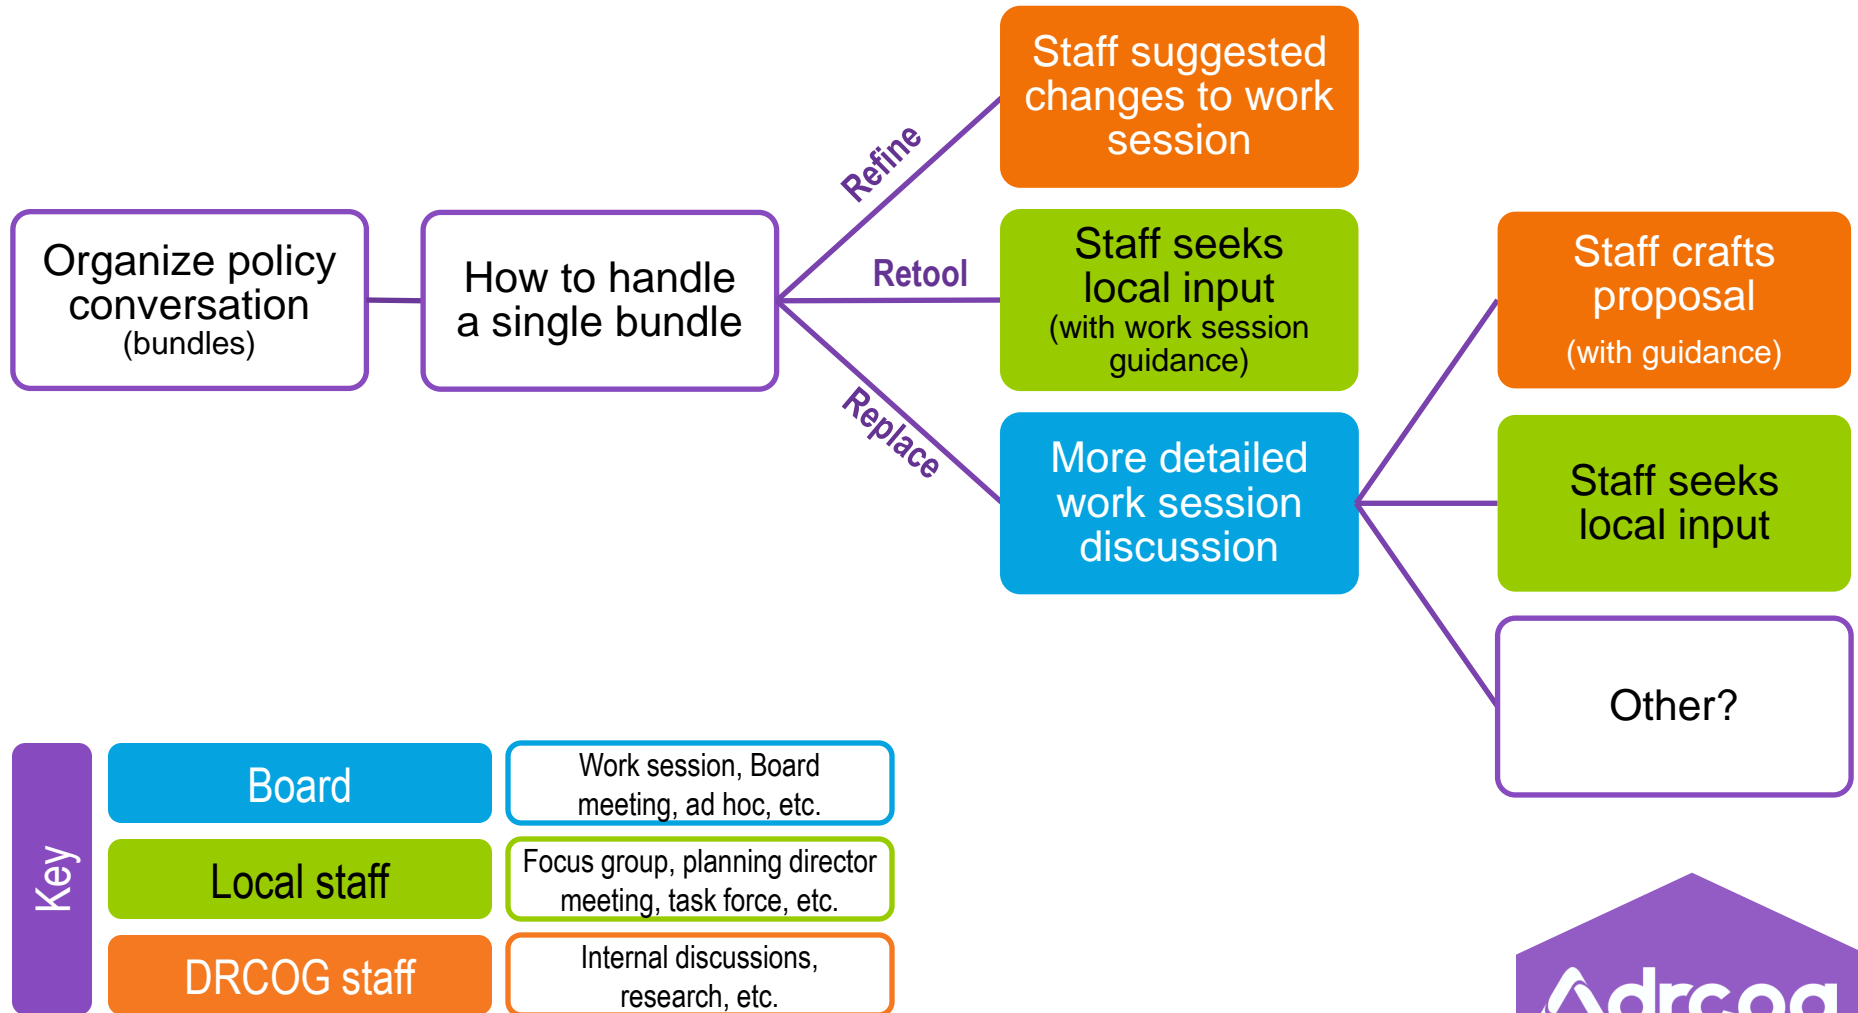 Organize policy
conversation
(bundles)
How to handle
a single bundle
Refine
Retool
Replace
Staff suggested
changes to work
session
Staff seeks
local input
(with work session
guidance)
More detailed
work session
discussion
Staff crafts
proposal
(with guidance)
Staff seeks
local input
Other?
Key
Board
Work session, Board
meeting, ad hoc, etc.
Local staff
Focus group, planning director
meeting, task force, etc.
DRCOG staff
Internal discussions,
research, etc.
drcog